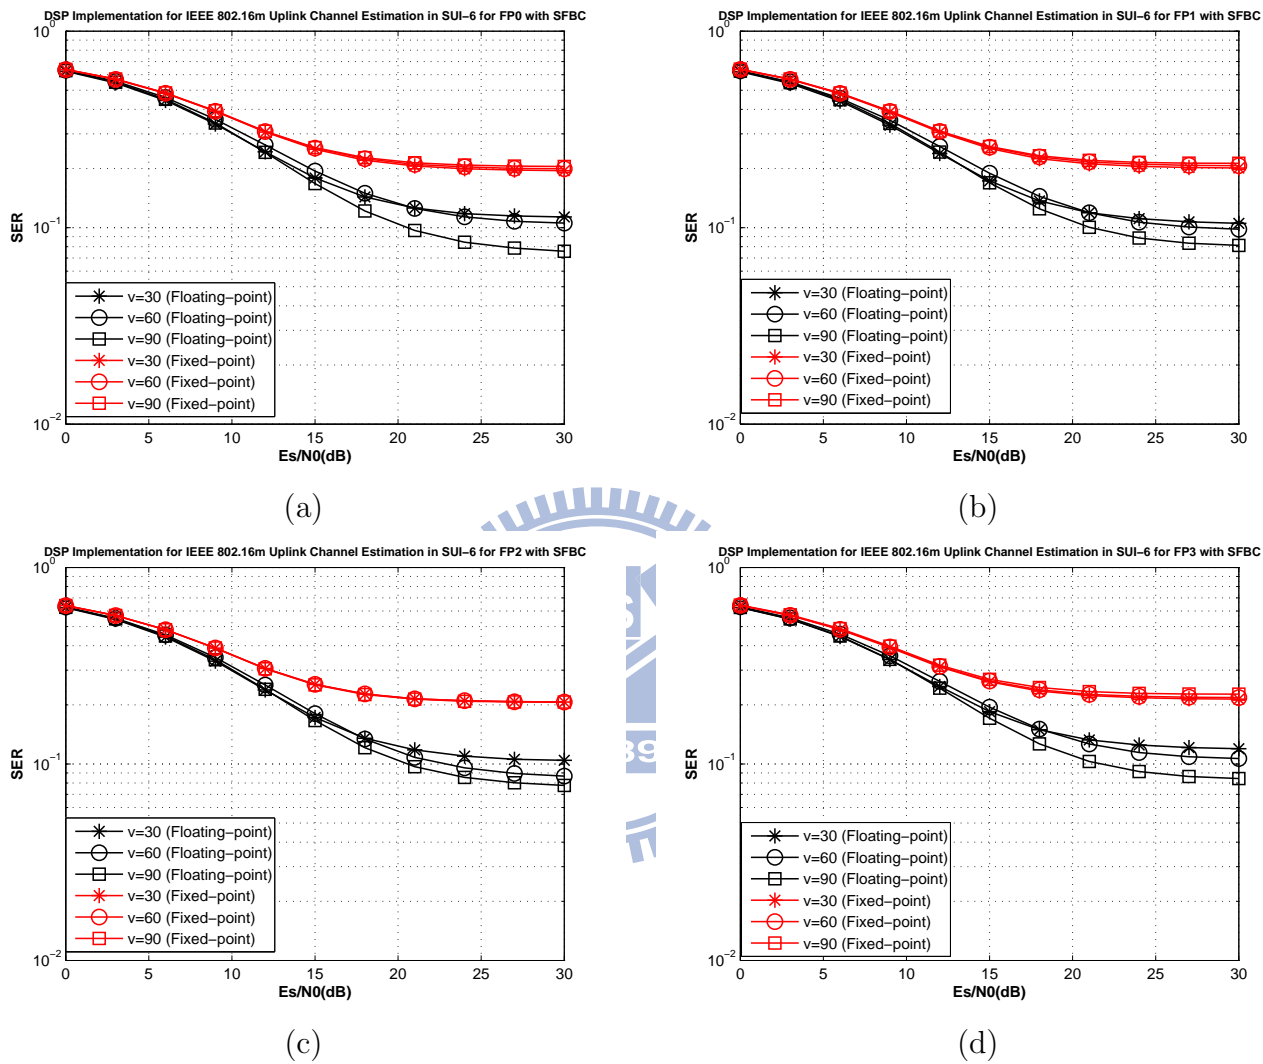 DSP Implementation for IEEE 802.16m Uplink Channel Estimation in SUI−6 for FP0 with SFBC
10^0
10^−1
10^−2
SER
v=30 (Floating−point)
v=60 (Floating−point)
v=90 (Floating−point)
v=30 (Fixed−point)
v=60 (Fixed−point)
v=90 (Fixed−point)
0 5 10 15 20 25 30
Es/N0(dB)
(a)
DSP Implementation for IEEE 802.16m Uplink Channel Estimation in SUI−6 for FP1 with SFBC
10^0
10^−1
10^−2
SER
v=30 (Floating−point)
v=60 (Floating−point)
v=90 (Floating−point)
v=30 (Fixed−point)
v=60 (Fixed−point)
v=90 (Fixed−point)
0 5 10 15 20 25 30
Es/N0(dB)
(b)
DSP Implementation for IEEE 802.16m Uplink Channel Estimation in SUI−6 for FP2 with SFBC
10^0
10^−1
10^−2
SER
v=30 (Floating−point)
v=60 (Floating−point)
v=90 (Floating−point)
v=30 (Fixed−point)
v=60 (Fixed−point)
v=90 (Fixed−point)
0 5 10 15 20 25 30
Es/N0(dB)
(c)
DSP Implementation for IEEE 802.16m Uplink Channel Estimation in SUI−6 for FP3 with SFBC
10^0
10^−1
10^−2
SER
v=30 (Floating−point)
v=60 (Floating−point)
v=90 (Floating−point)
v=30 (Fixed−point)
v=60 (Fixed−point)
v=90 (Fixed−point)
0 5 10 15 20 25 30
Es/N0(dB)
(d)